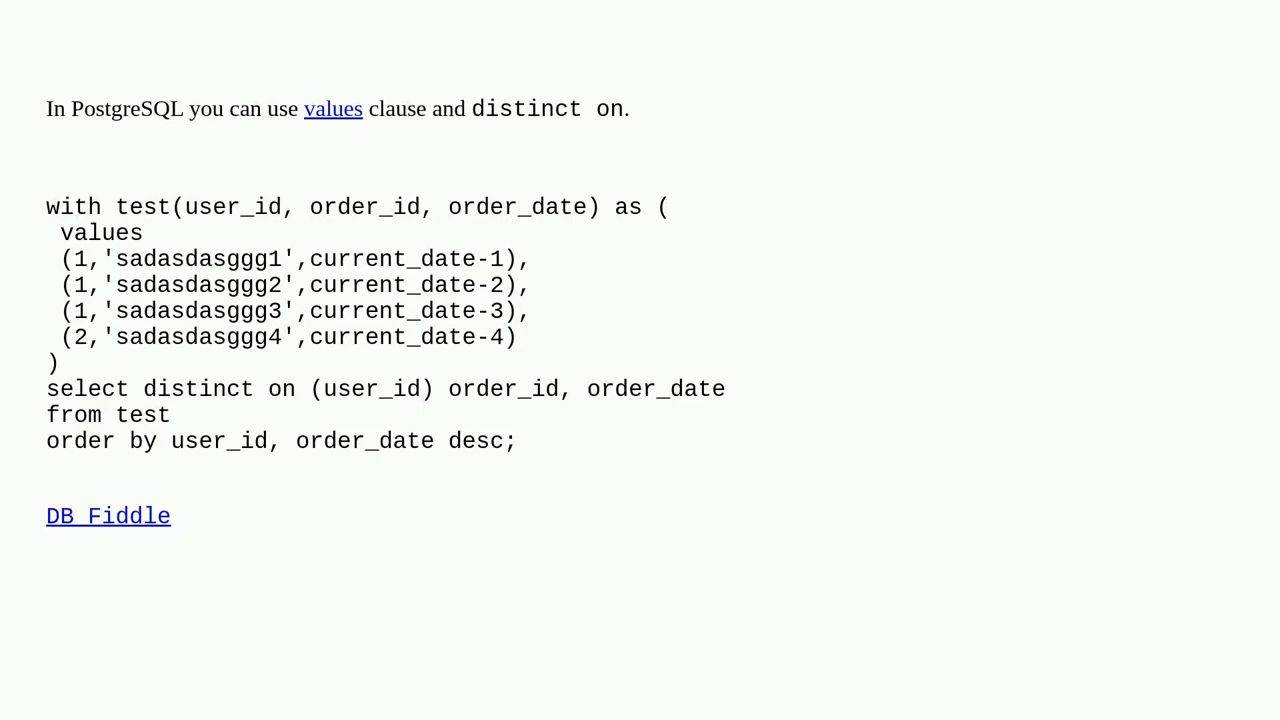 In PostgreSQL you can use values clause and distinct on.
with test(user_id, order_id, order_date) as (
 values
 (1,'sadasdasggg1',current_date-1),
 (1,'sadasdasggg2',current_date-2),
 (1,'sadasdasggg3',current_date-3),
 (2,'sadasdasggg4',current_date-4)
)
select distinct on (user_id) order_id, order_date
from test
order by user_id, order_date desc;
DB Fiddle